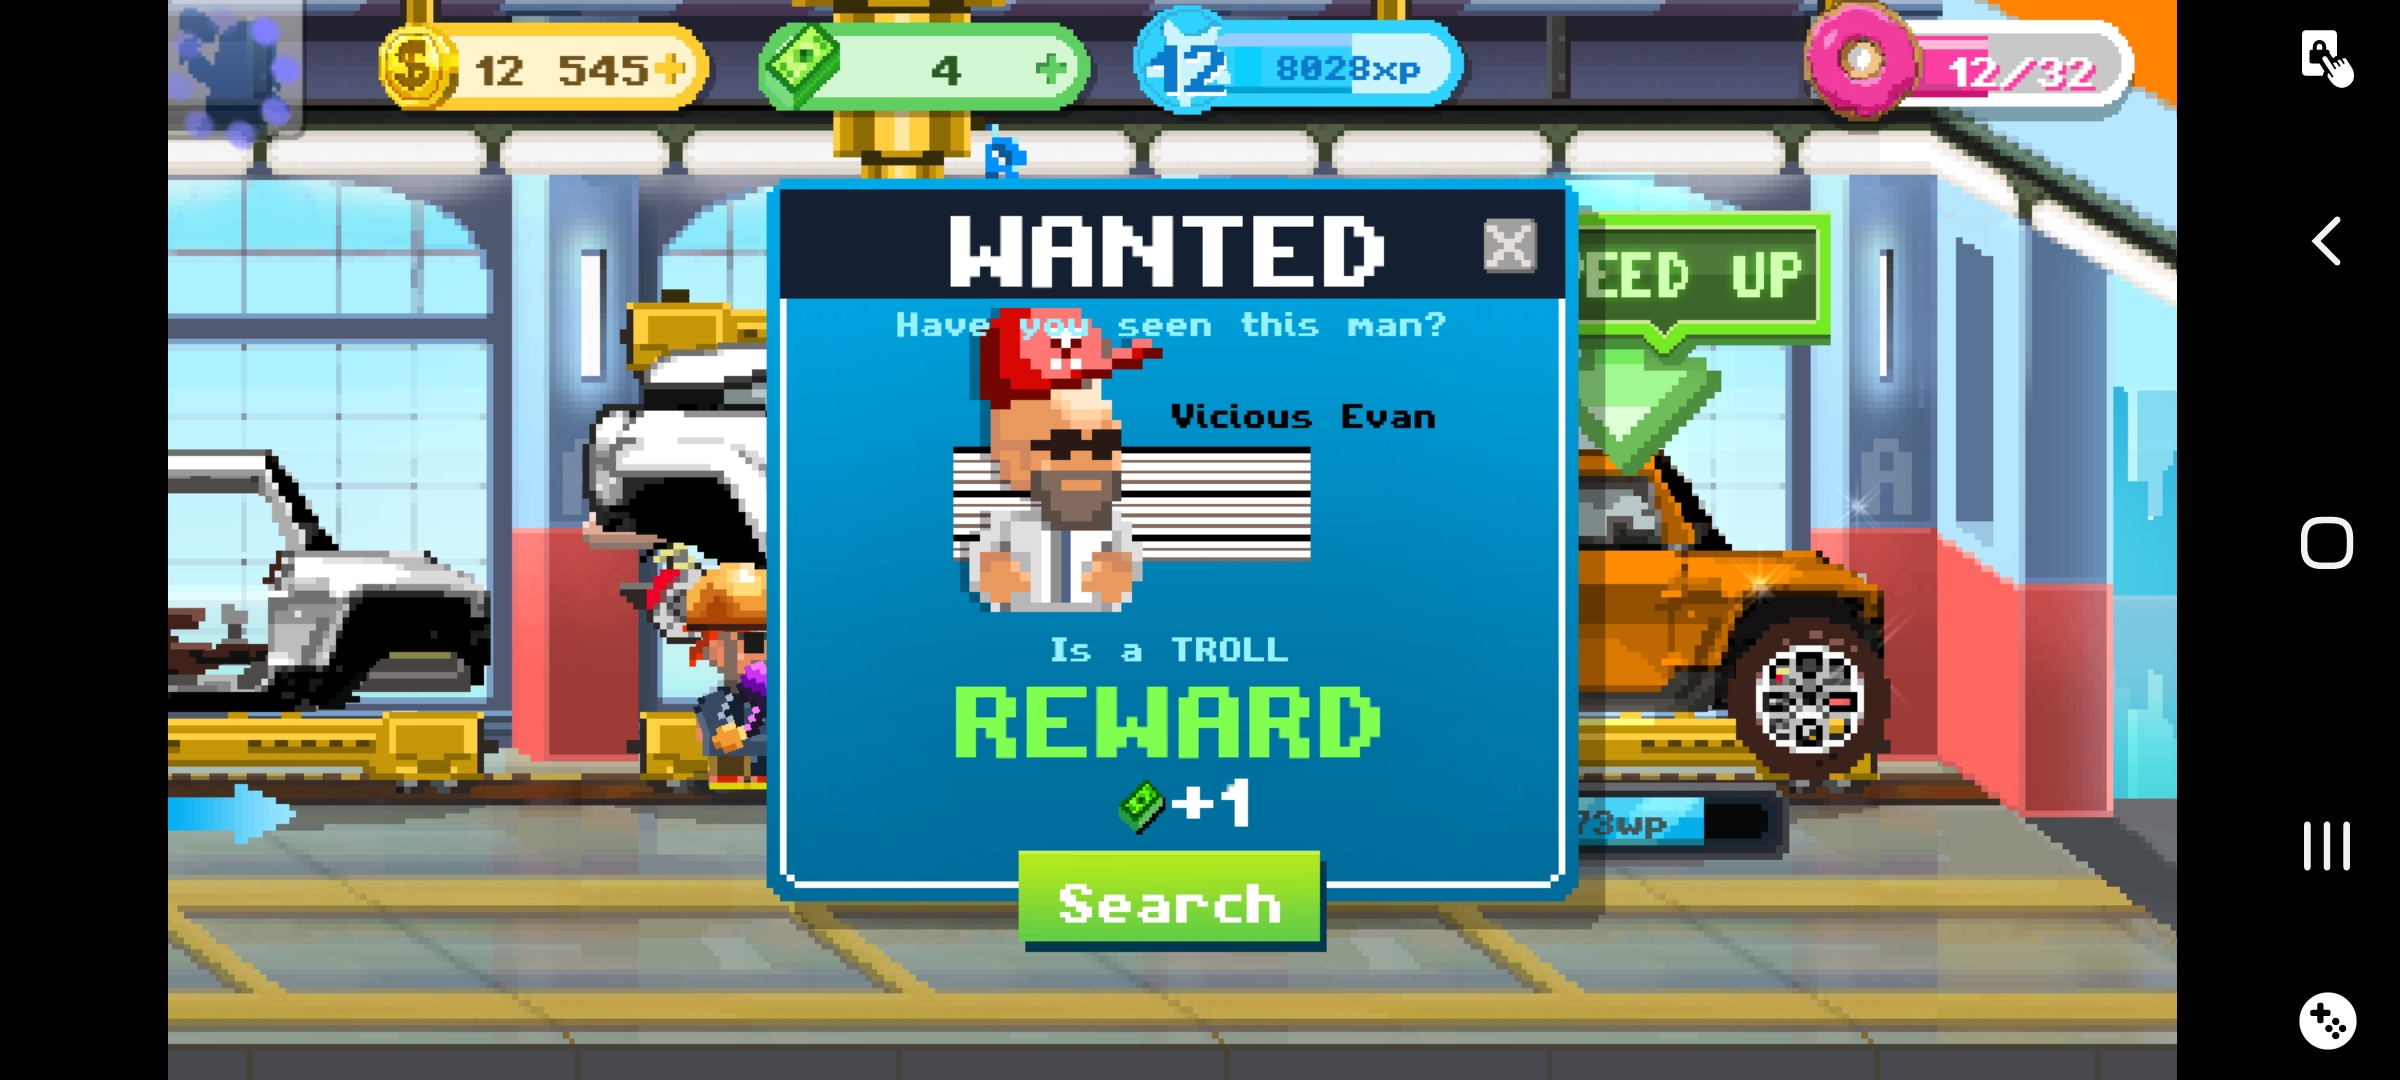 12 545+
4 +
12 8028xp
12/32
WANTED
Have you seen this man?
Vicious Evan
Is a TROLL
REWARD
+1
Search
EED UP
A
73wp